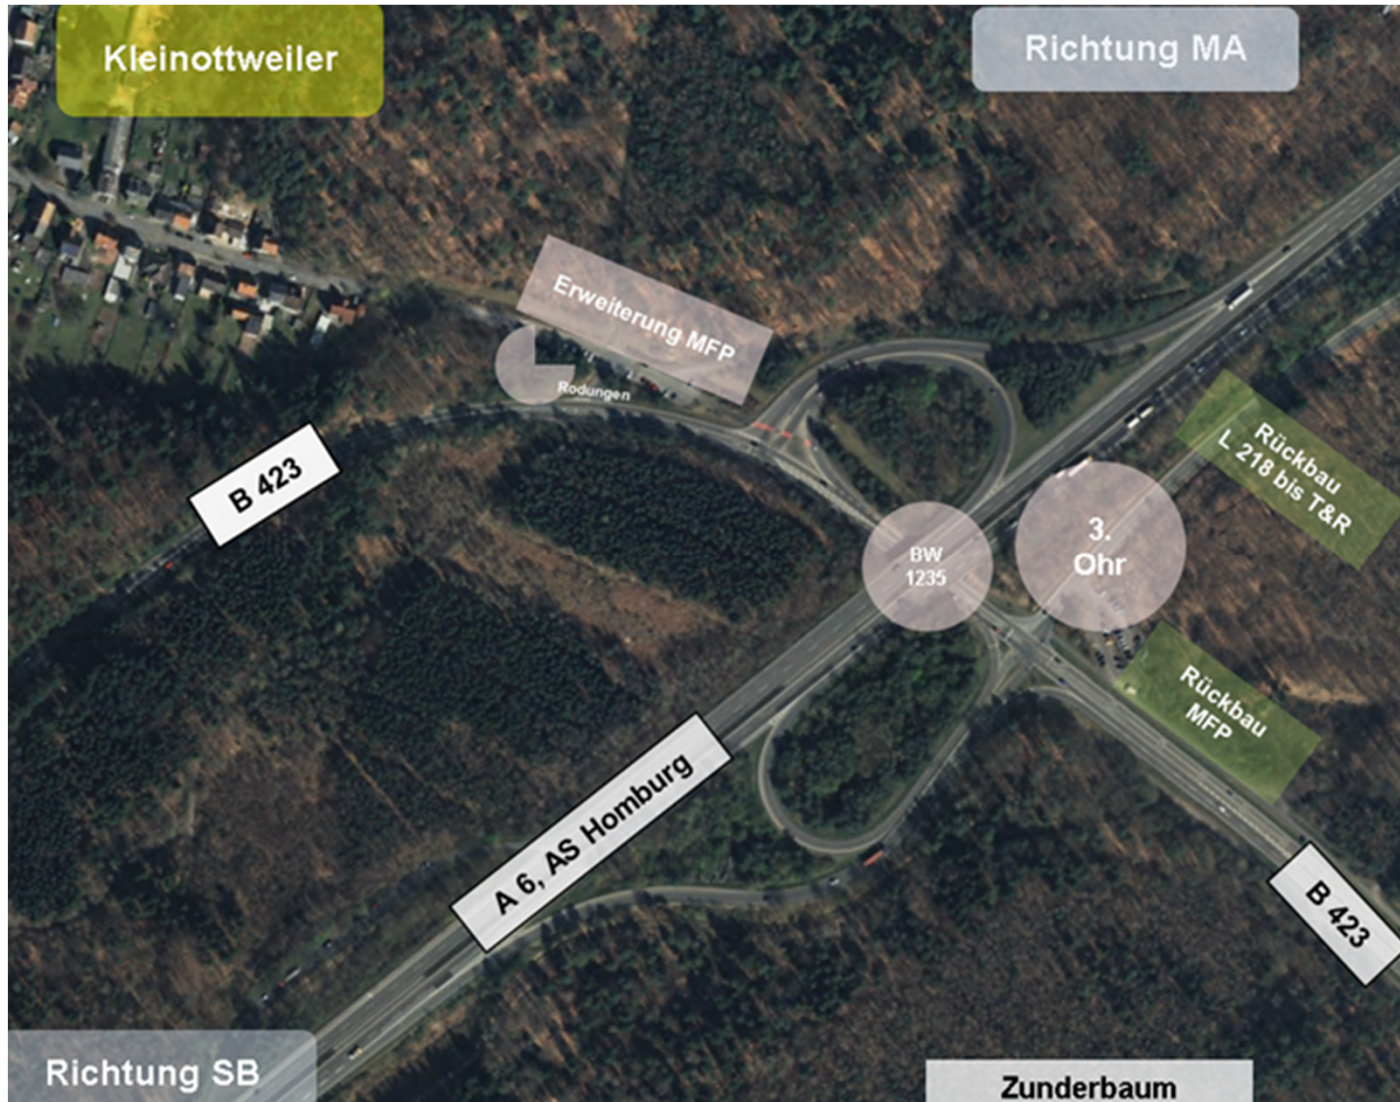 Kleinottweiler
Richtung MA
Erweiterung MFP
Rodungen
B 423
Rückbau
L 218 bis T&R
3.
Ohr
BW
1235
Rückbau
MFP
A 6, AS Homburg
B 423
Richtung SB
Zunderbaum